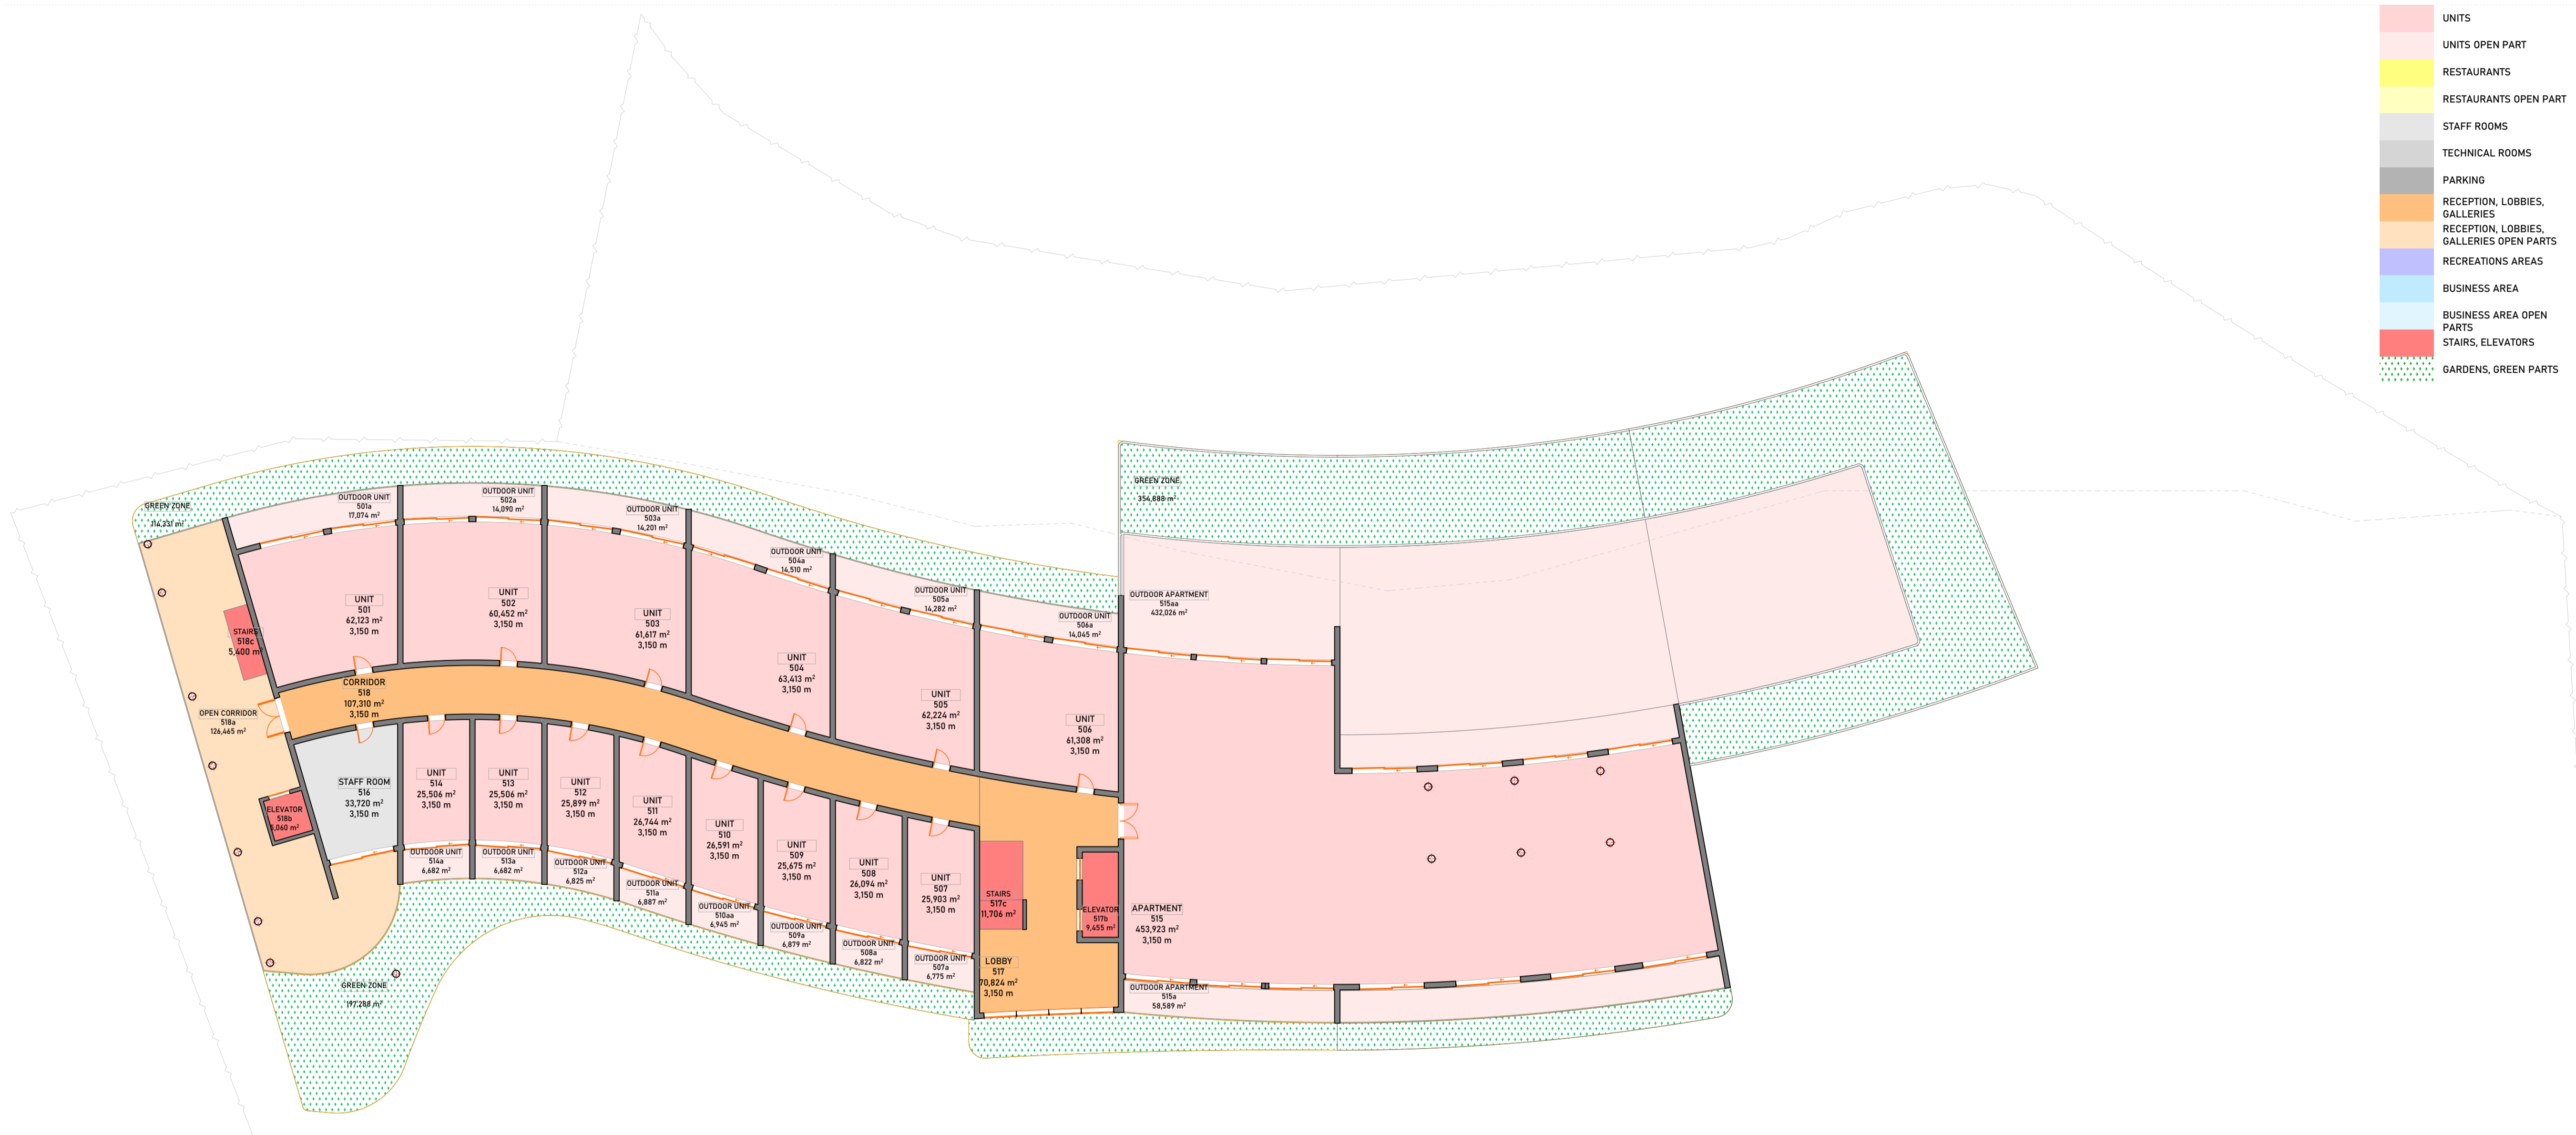 UNITS
UNITS OPEN PART
RESTAURANTS
RESTAURANTS OPEN PART
STAFF ROOMS
TECHNICAL ROOMS
PARKING
RECEPTION, LOBBIES,
GALLERIES
RECEPTION, LOBBIES,
GALLERIES OPEN PARTS
RECREATIONS AREAS
BUSINESS AREA
BUSINESS AREA OPEN
PARTS
STAIRS, ELEVATORS
GARDENS, GREEN PARTS
GREEN ZONE
114,331 m²
OUTDOOR UNIT
501a
17,074 m²
OUTDOOR UNIT
502a
14,090 m²
OUTDOOR UNIT
503a
14,201 m²
OUTDOOR UNIT
504a
14,510 m²
OUTDOOR UNIT
505a
14,282 m²
OUTDOOR UNIT
506a
14,045 m²
GREEN ZONE
354,888 m²
OUTDOOR APARTMENT
515aa
432,026 m²
UNIT
501
62,123 m²
3,150 m
UNIT
502
60,452 m²
3,150 m
UNIT
503
61,617 m²
3,150 m
UNIT
504
63,413 m²
3,150 m
UNIT
505
62,224 m²
3,150 m
UNIT
506
61,308 m²
3,150 m
STAIRS
518c
5,400 m²
CORRIDOR
518
107,310 m²
3,150 m
OPEN CORRIDOR
518a
126,465 m²
ELEVATOR
518b
5,060 m²
STAFF ROOM
516
33,720 m²
3,150 m
UNIT
514
25,506 m²
3,150 m
UNIT
513
25,506 m²
3,150 m
UNIT
512
25,899 m²
3,150 m
UNIT
511
26,744 m²
3,150 m
UNIT
510
26,591 m²
3,150 m
UNIT
509
25,675 m²
3,150 m
UNIT
508
26,094 m²
3,150 m
UNIT
507
25,903 m²
3,150 m
OUTDOOR UNIT
514a
6,682 m²
OUTDOOR UNIT
513a
6,682 m²
OUTDOOR UNIT
512a
6,825 m²
OUTDOOR UNIT
511a
6,887 m²
OUTDOOR UNIT
510aa
6,945 m²
OUTDOOR UNIT
509a
6,879 m²
OUTDOOR UNIT
508a
6,822 m²
OUTDOOR UNIT
507a
6,775 m²
STAIRS
517c
11,706 m²
ELEVATOR
517b
9,455 m²
LOBBY
517
70,824 m²
3,150 m
APARTMENT
515
453,923 m²
3,150 m
OUTDOOR APARTMENT
515a
58,589 m²
GREEN ZONE
197,288 m²